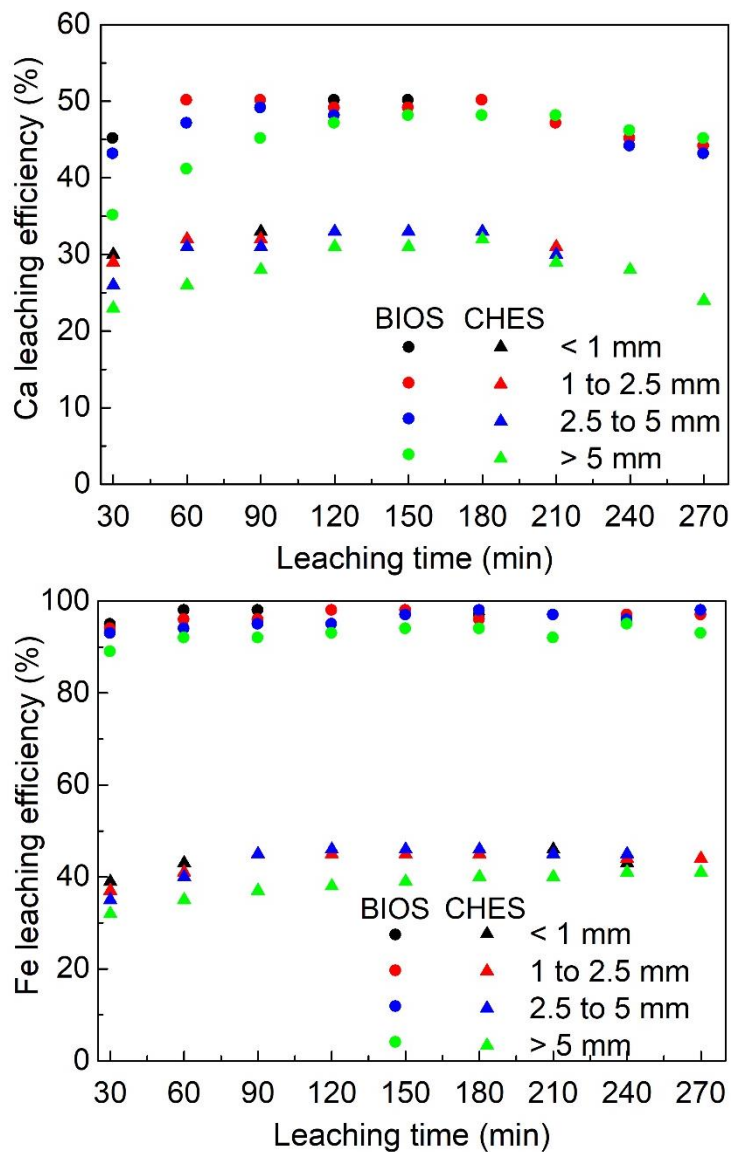 60
50
40
30
20
10
0
Ca leaching efficiency (%)
BIOS CHES
< 1 mm
1 to 2.5 mm
2.5 to 5 mm
> 5 mm
30 60 90 120 150 180 210 240 270
Leaching time (min)
100
80
60
40
20
0
Fe leaching efficiency (%)
BIOS CHES
< 1 mm
1 to 2.5 mm
2.5 to 5 mm
> 5 mm
30 60 90 120 150 180 210 240 270
Leaching time (min)